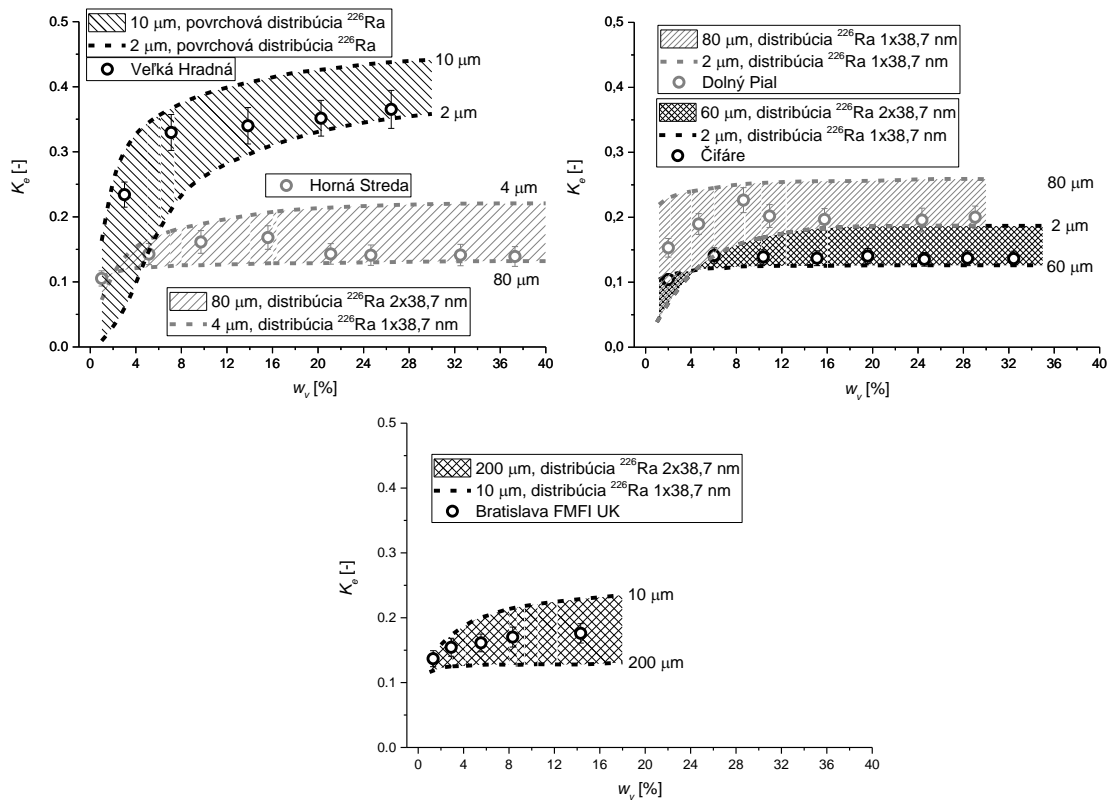 10 μm, povrchová distribúcia ²²⁶Ra
2 μm, povrchová distribúcia ²²⁶Ra
Veľká Hradná
10 μm
2 μm
Horná Streda
4 μm
80 μm
80 μm, distribúcia ²²⁶Ra 2x38,7 nm
4 μm, distribúcia ²²⁶Ra 1x38,7 nm
0.5
0.4
0.3
0.2
0.1
0.0
Kₑ [-]
0 4 8 12 16 20 24 28 32 36 40
wᵥ [%]
80 μm, distribúcia ²²⁶Ra 1x38,7 nm
2 μm, distribúcia ²²⁶Ra 1x38,7 nm
Dolný Pial
60 μm, distribúcia ²²⁶Ra 2x38,7 nm
2 μm, distribúcia ²²⁶Ra 1x38,7 nm
Čifáre
80 μm
2 μm
60 μm
0,5
0,4
0,3
0,2
0,1
0,0
Kₑ [-]
0 4 8 12 16 20 24 28 32 36 40
wᵥ [%]
200 μm, distribúcia ²²⁶Ra 2x38,7 nm
10 μm, distribúcia ²²⁶Ra 1x38,7 nm
Bratislava FMFI UK
10 μm
200 μm
0.5
0.4
0.3
0.2
0.1
0.0
Kₑ [-]
0 4 8 12 16 20 24 28 32 36 40
wᵥ [%]